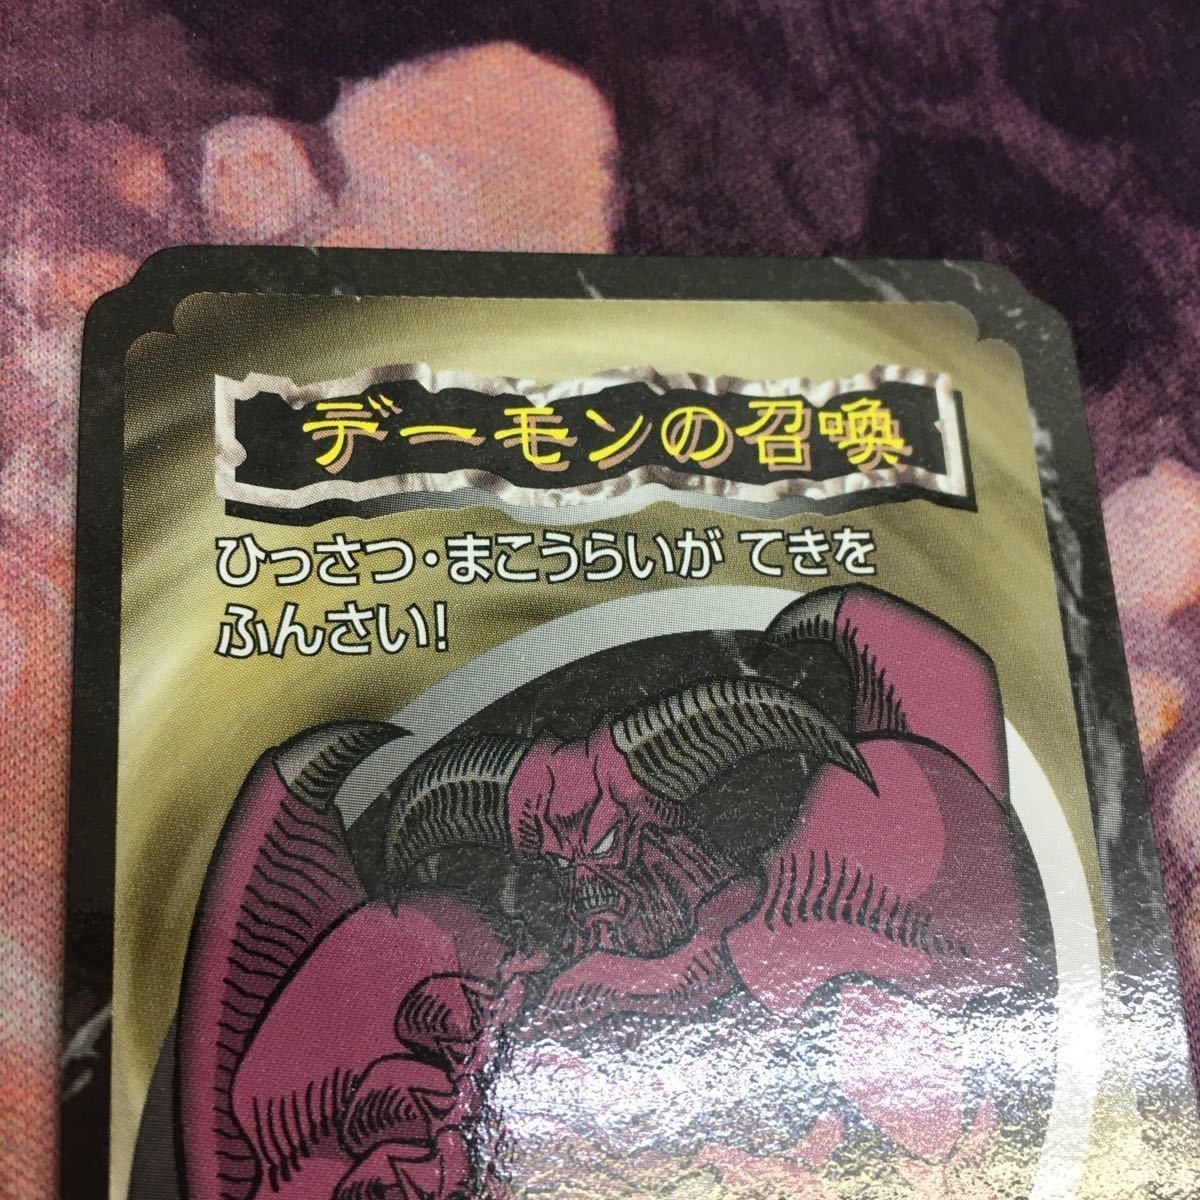 デーモンの召喚
ひっさつ・まこうらいが てきを
ふんさい!